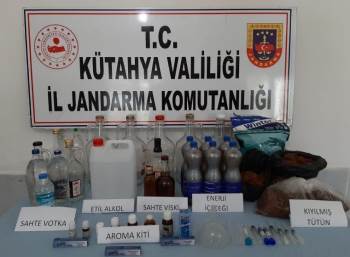 T.C.
KÜTAHYA VALİLİĞİ
İL JANDARMA KOMUTANLIĞI
SAHTE VOTKA
ETİL ALKOL
SAHTE VİSKİ
ENERJİ
İÇECEĞİ
KIYILMIŞ
TÜTÜN
AROMA KİTİ